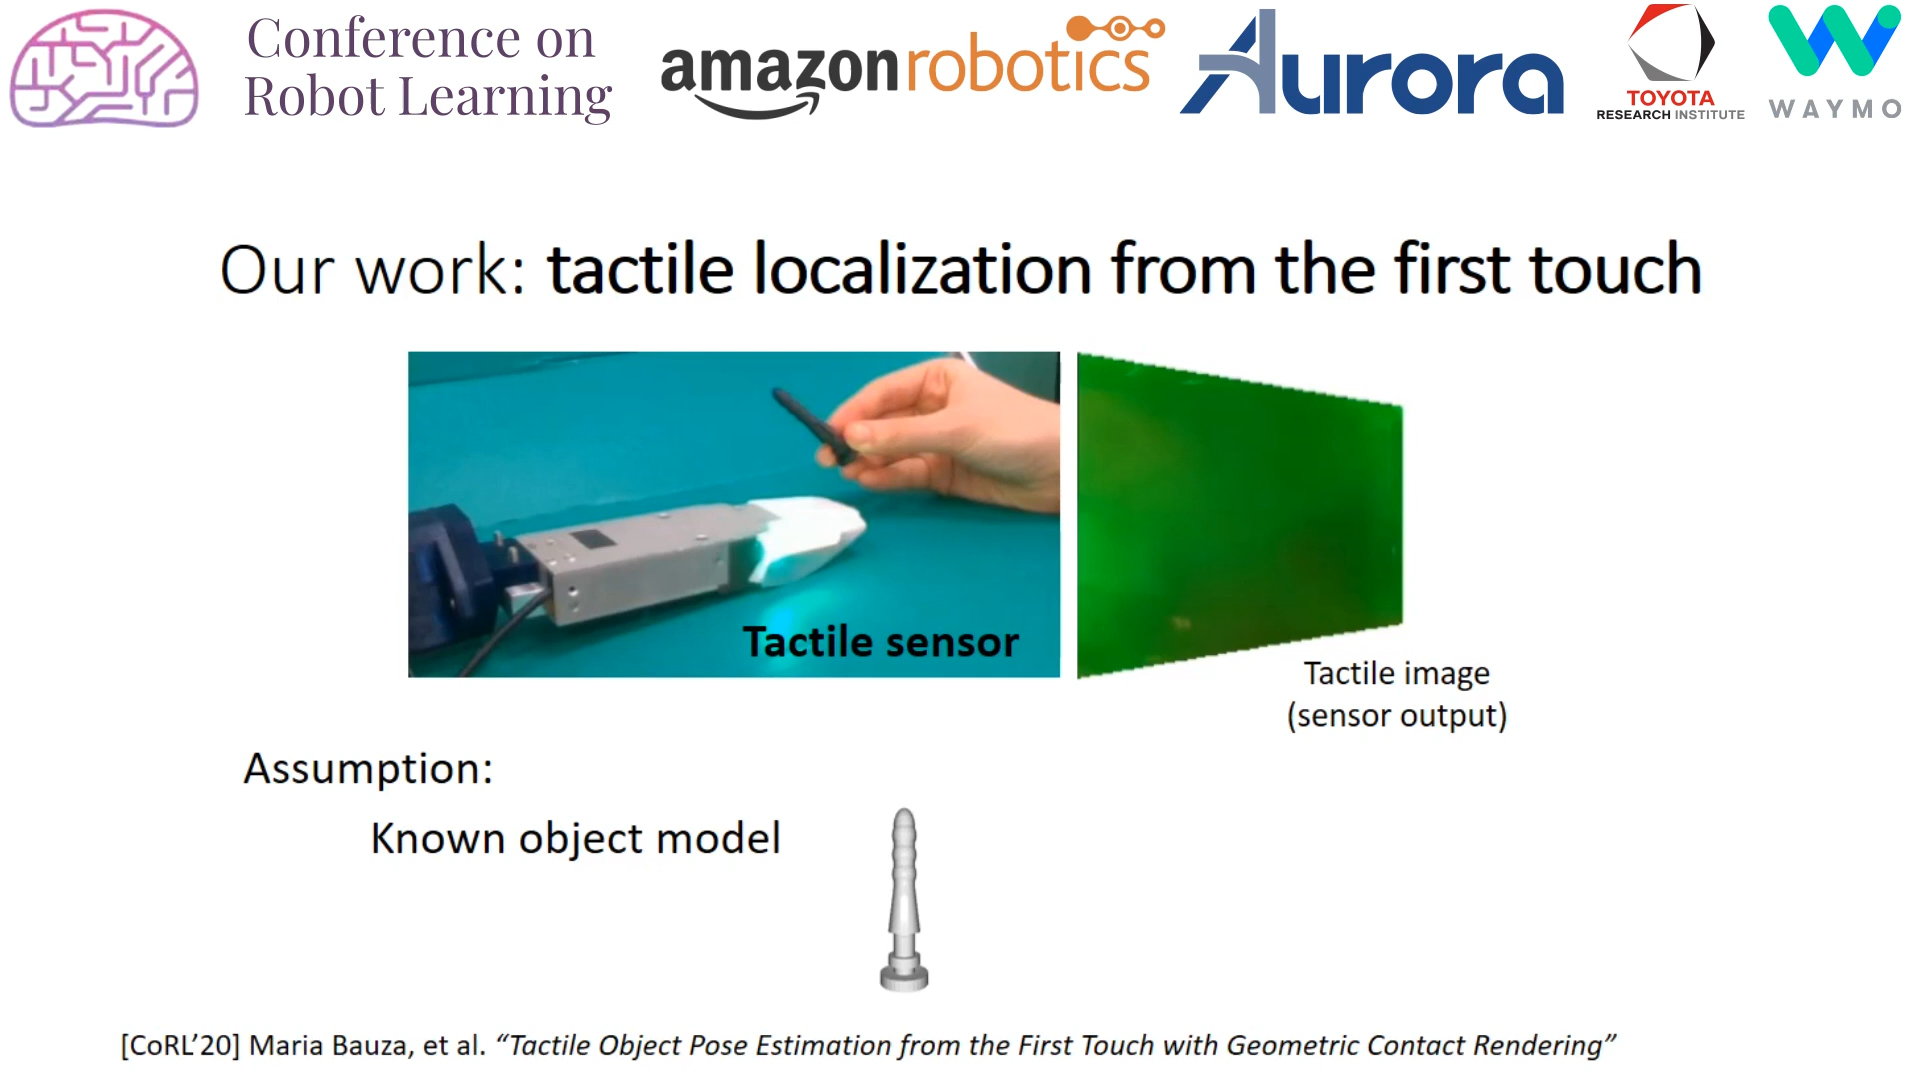 Conference on
Robot Learning
amazon robotics
Aurora
TOYOTA
RESEARCH INSTITUTE
WAYMO
Our work: tactile localization from the first touch
Tactile sensor
Tactile image
(sensor output)
Assumption:
Known object model
[CoRL’20] Maria Bauza, et al. “Tactile Object Pose Estimation from the First Touch with Geometric Contact Rendering”